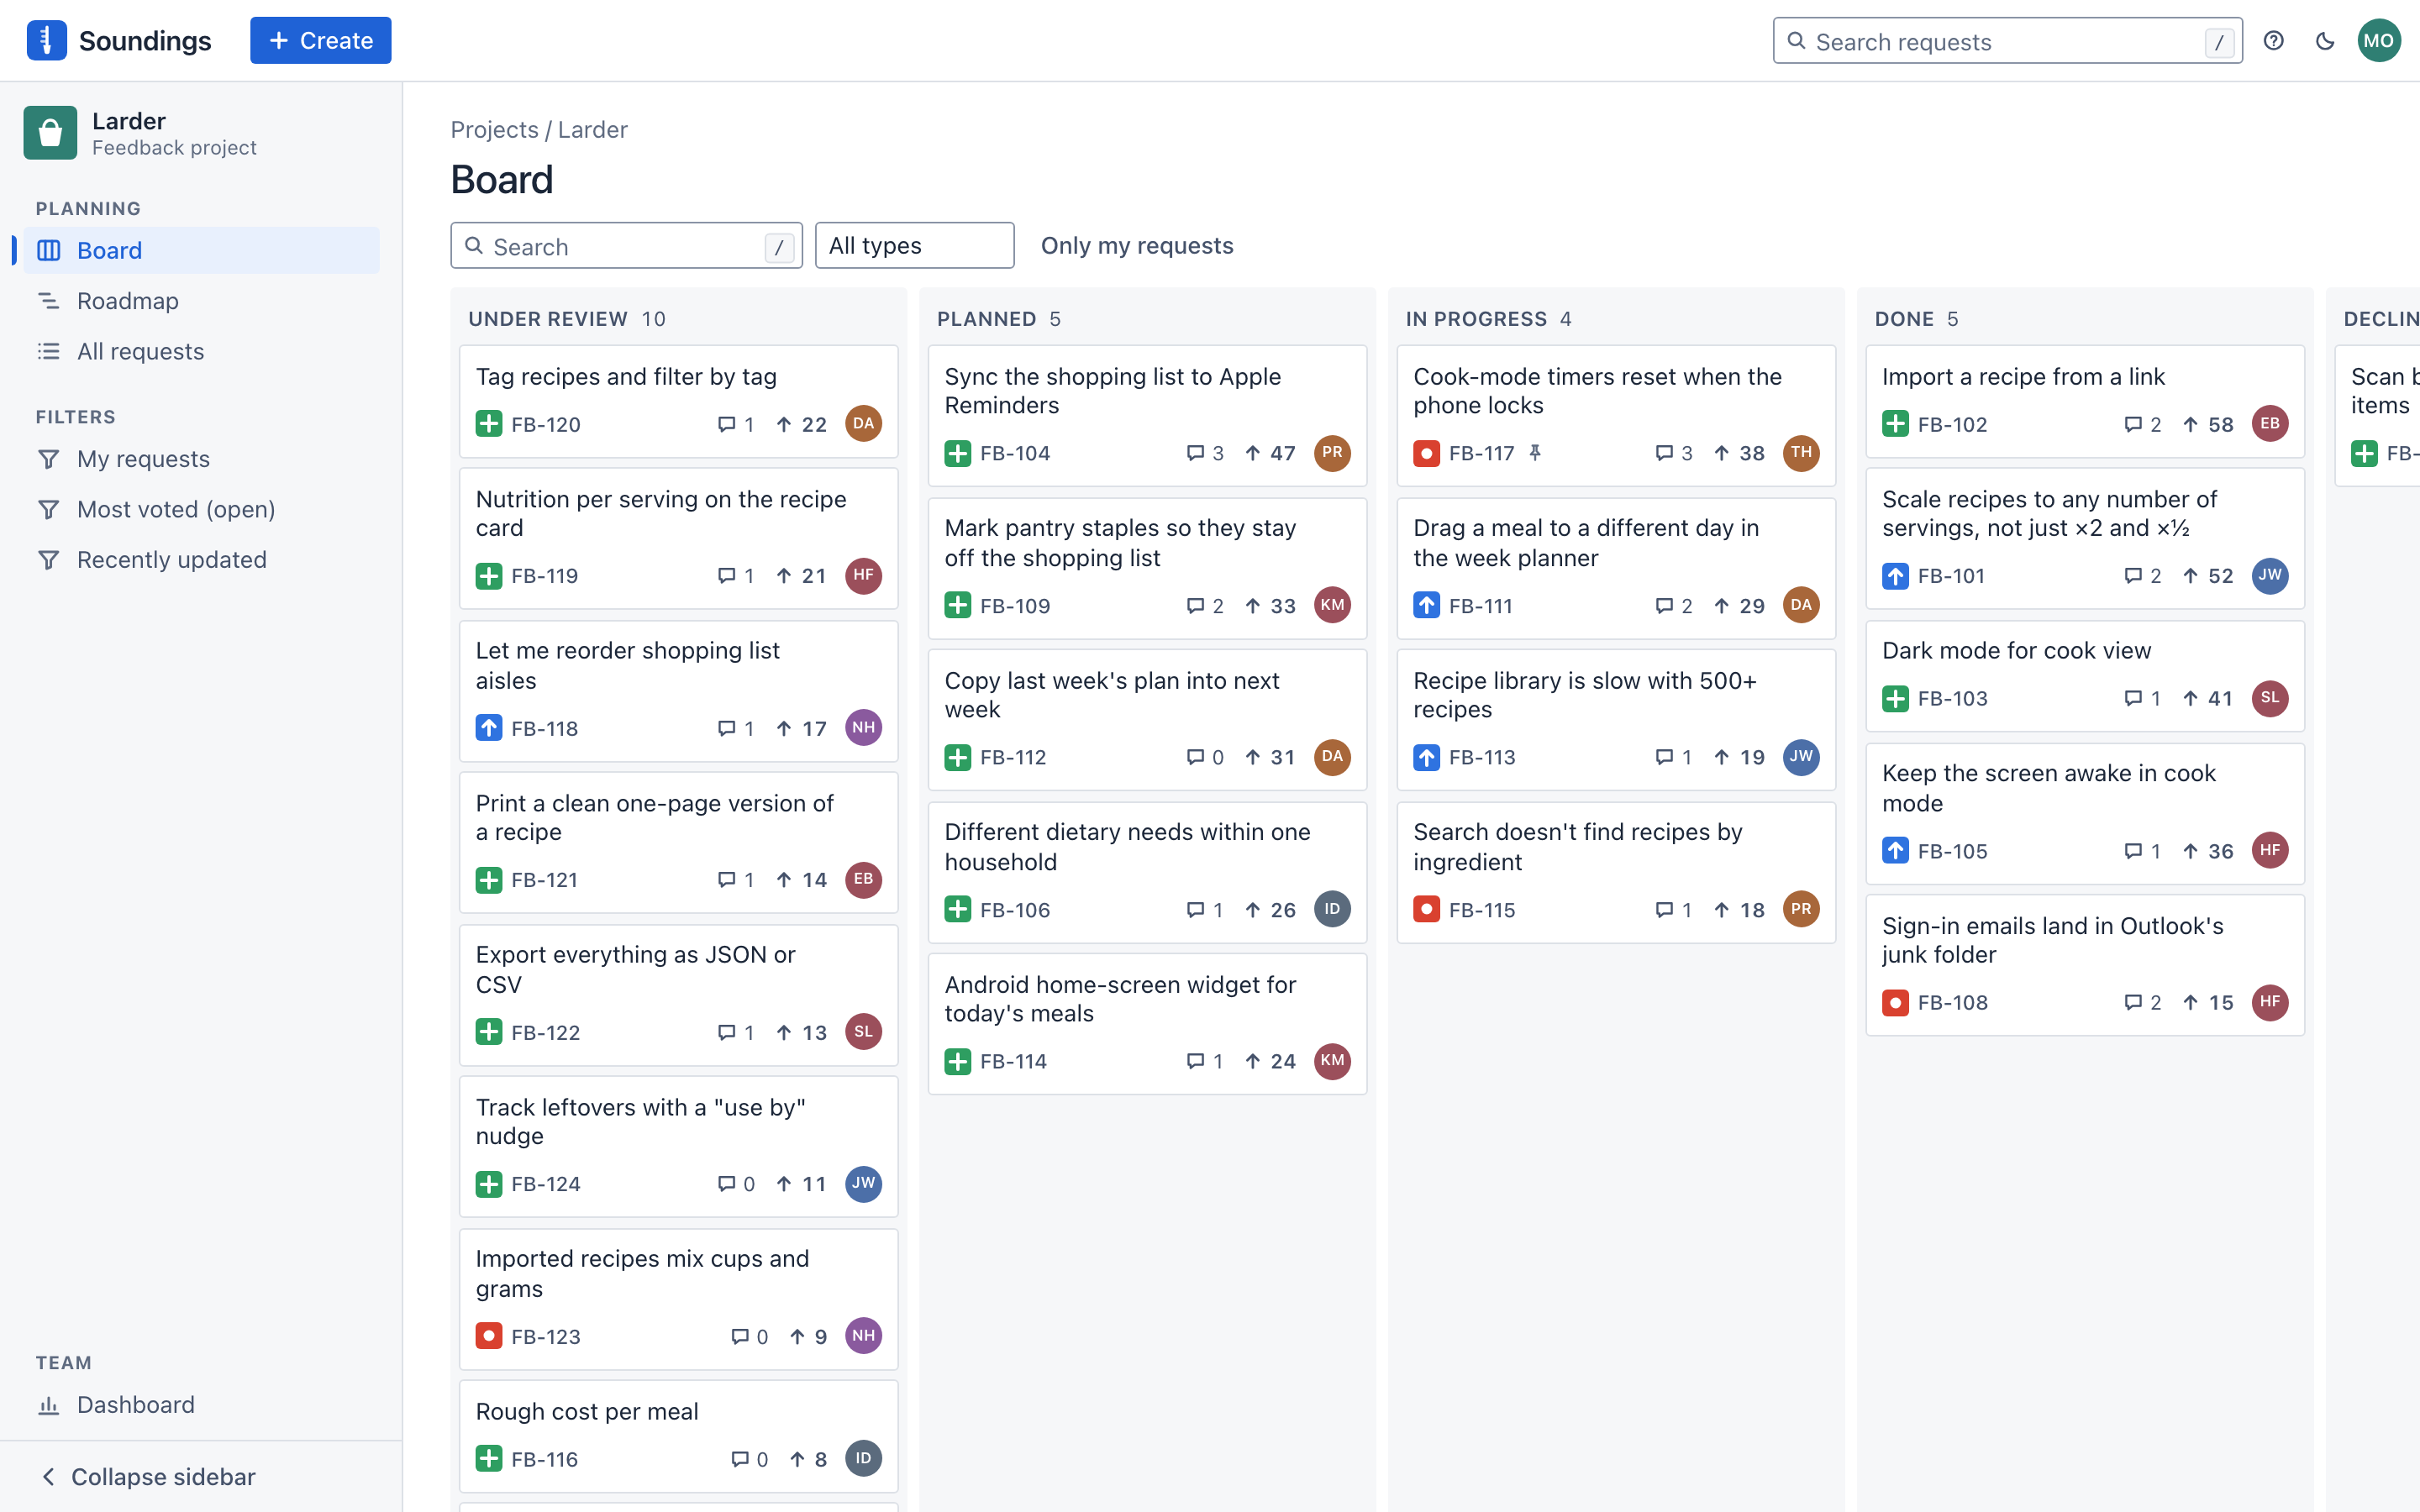 Soundings
Create
Search requests
/
MO
Larder
Feedback project
PLANNING
Board
Roadmap
All requests
FILTERS
My requests
Most voted (open)
Recently updated
TEAM
Dashboard
Collapse sidebar
Projects / Larder
Board
Search
/
All types
Only my requests
UNDER REVIEW 10
Tag recipes and filter by tag
FB-120 1 22 DA
Nutrition per serving on the recipe
card
FB-119 1 21 HF
Let me reorder shopping list
aisles
FB-118 1 17 NH
Print a clean one-page version of
a recipe
FB-121 1 14 EB
Export everything as JSON or
CSV
FB-122 1 13 SL
Track leftovers with a "use by"
nudge
FB-124 0 11 JW
Imported recipes mix cups and
grams
FB-123 0 9 NH
Rough cost per meal
FB-116 0 8 ID
PLANNED 5
Sync the shopping list to Apple
Reminders
FB-104 3 47 PR
Mark pantry staples so they stay
off the shopping list
FB-109 2 33 KM
Copy last week's plan into next
week
FB-112 0 31 DA
Different dietary needs within one
household
FB-106 1 26 ID
Android home-screen widget for
today's meals
FB-114 1 24 KM
IN PROGRESS 4
Cook-mode timers reset when the
phone locks
FB-117 3 38 TH
Drag a meal to a different day in
the week planner
FB-111 2 29 DA
Recipe library is slow with 500+
recipes
FB-113 1 19 JW
Search doesn't find recipes by
ingredient
FB-115 1 18 PR
DONE 5
Import a recipe from a link
FB-102 2 58 EB
Scale recipes to any number of
servings, not just ×2 and ×½
FB-101 2 52 JW
Dark mode for cook view
FB-103 1 41 SL
Keep the screen awake in cook
mode
FB-105 1 36 HF
Sign-in emails land in Outlook's
junk folder
FB-108 2 15 HF
DECLIN
Scan b
items
FB-